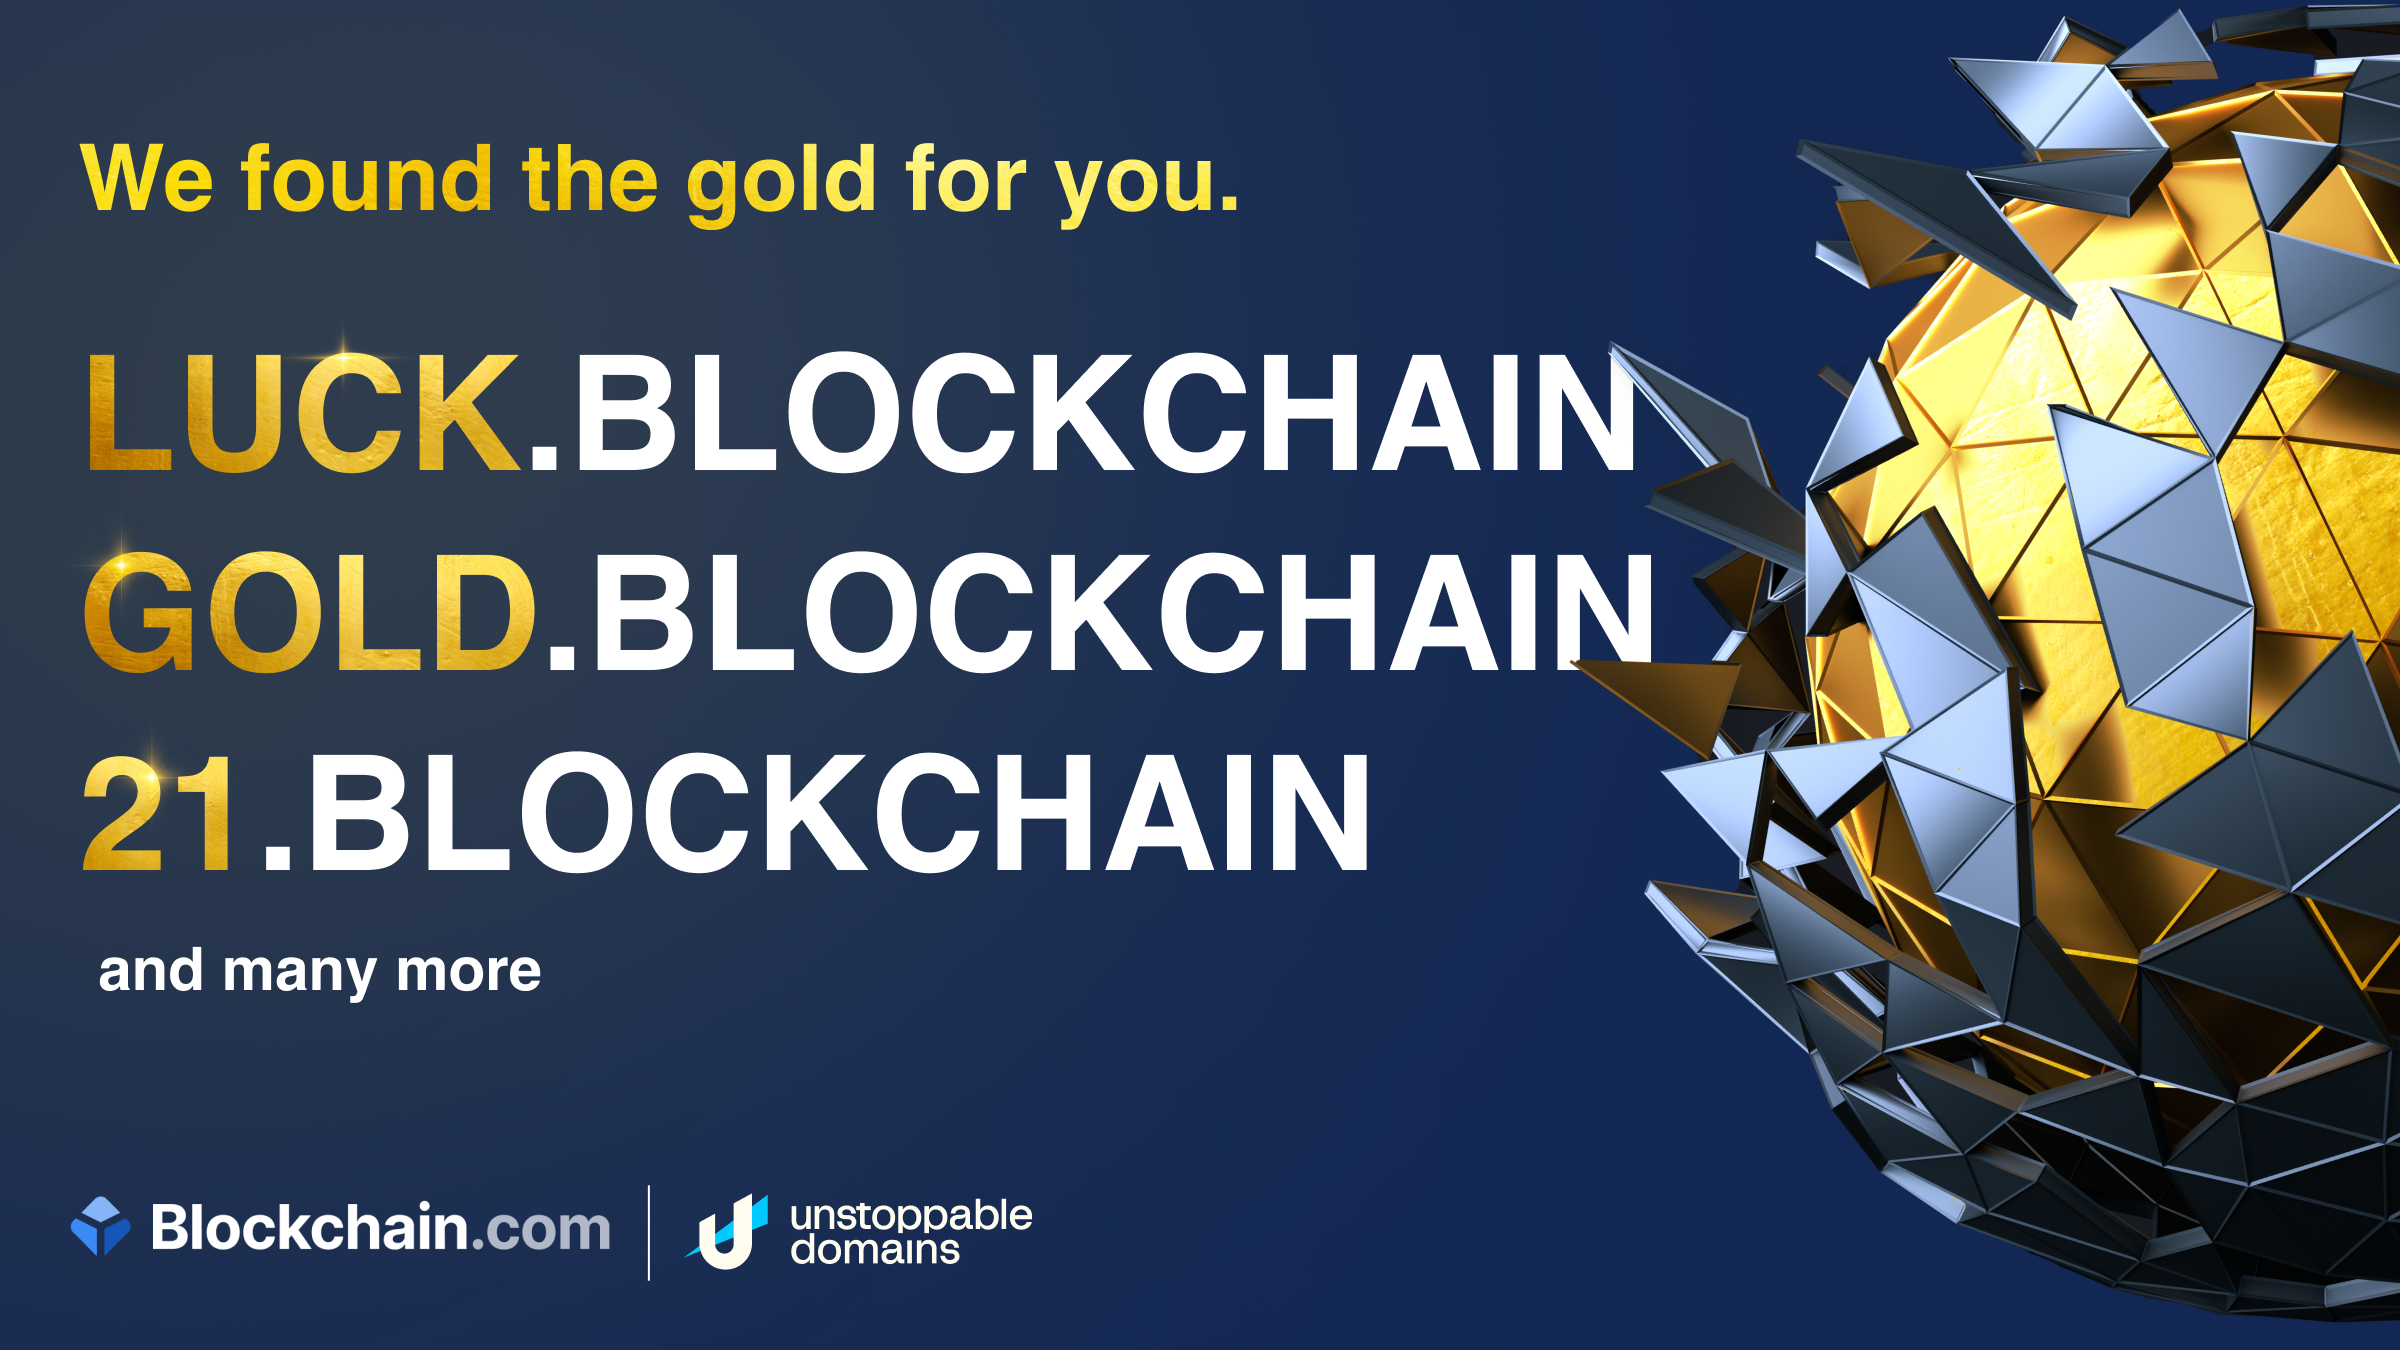 We found the gold for you.
LUCK.BLOCKCHAIN
GOLD.BLOCKCHAIN
21.BLOCKCHAIN
and many more
Blockchain.com
unstoppable
domains